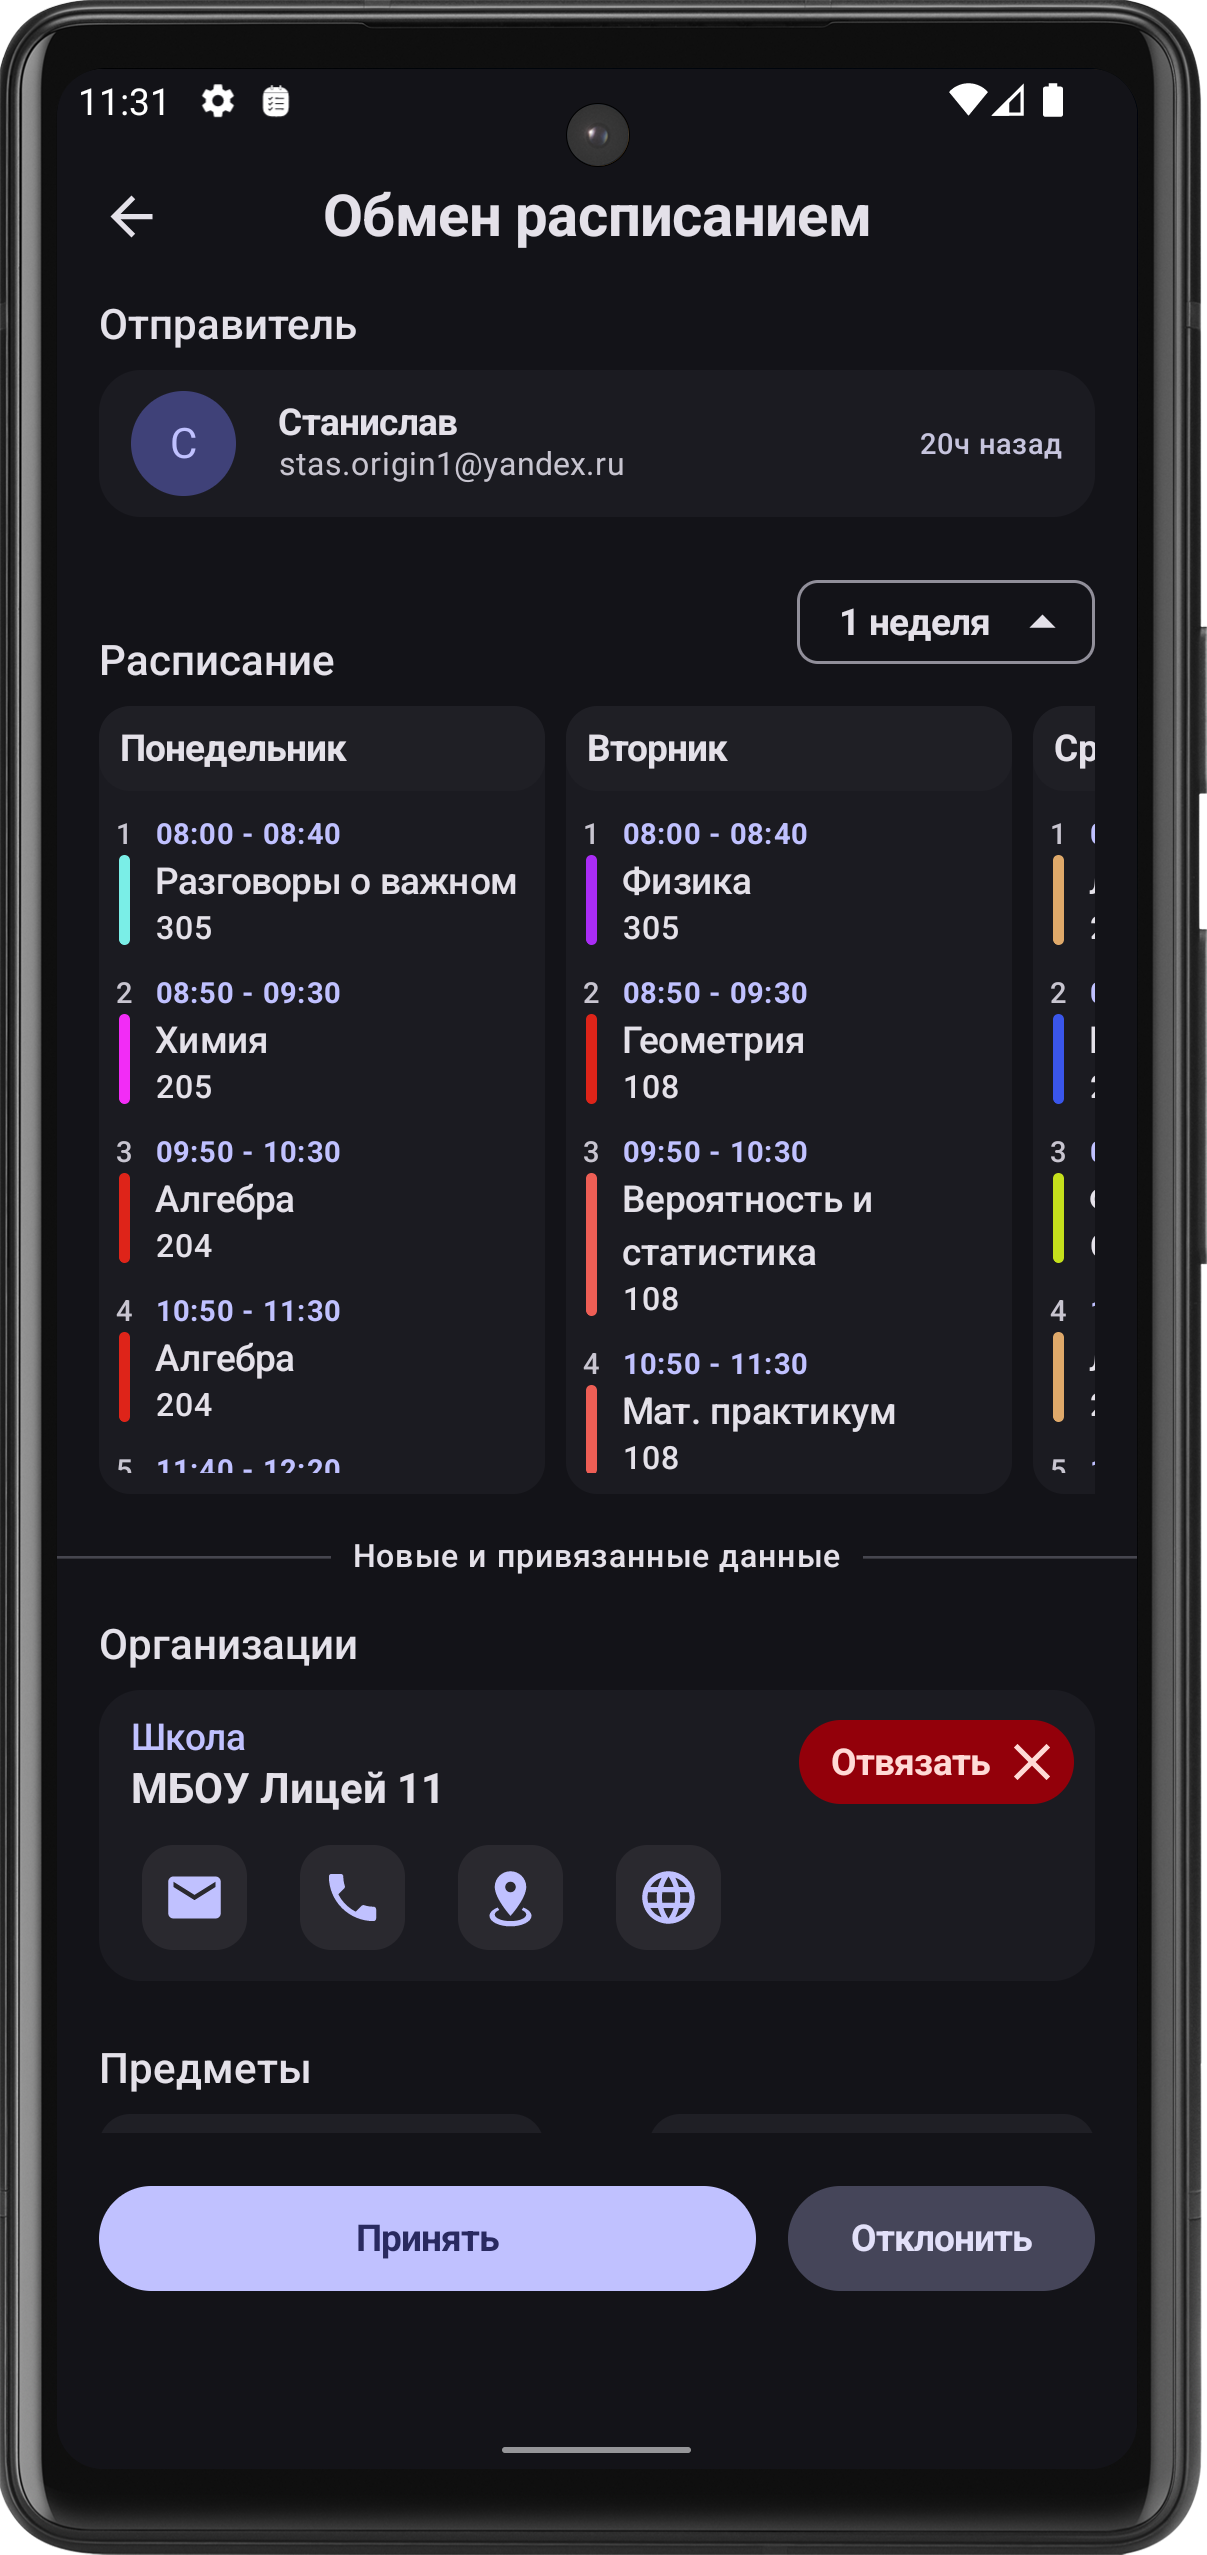 11:31
Обмен расписанием
Отправитель
С
Станислав
stas.origin1@yandex.ru
20ч назад
1 неделя
Расписание
Понедельник
1 08:00 - 08:40
Разговоры о важном
305
2 08:50 - 09:30
Химия
205
3 09:50 - 10:30
Алгебра
204
4 10:50 - 11:30
Алгебра
204
5 11:40 - 12:20
Вторник
1 08:00 - 08:40
Физика
305
2 08:50 - 09:30
Геометрия
108
3 09:50 - 10:30
Вероятность и
статистика
108
4 10:50 - 11:30
Мат. практикум
108
Ср
1
2
3
4
5
Новые и привязанные данные
Организации
Школа
МБОУ Лицей 11
Отвязать
Предметы
Принять
Отклонить